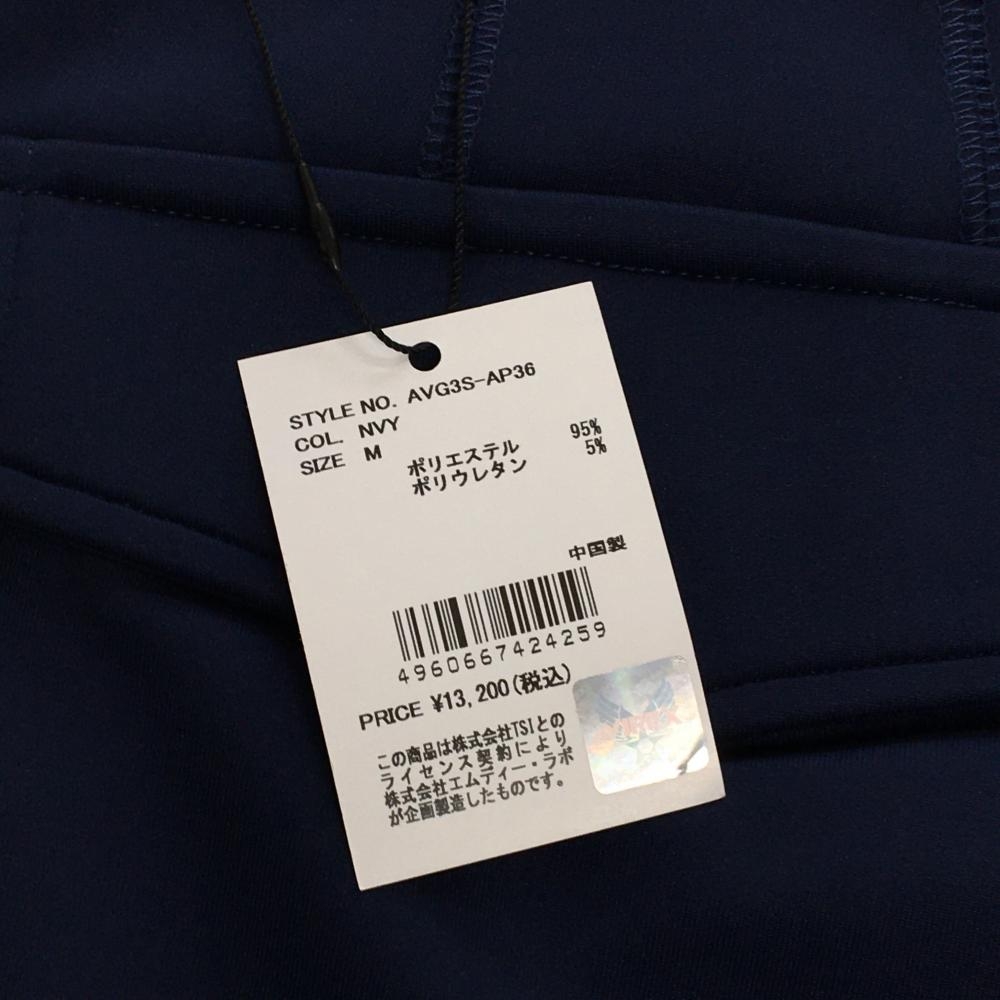 STYLE NO. AVG3S-AP36
COL. NVY
SIZE M
ポリエステル 95%
ポリウレタン 5%
中国製
4960667424259
PRICE ¥13,200(税込)
この商品は株式会社TSIとの
ライセンス契約により
株式会社エムディー・ラボ
が企画製造したものです。
AVIREX